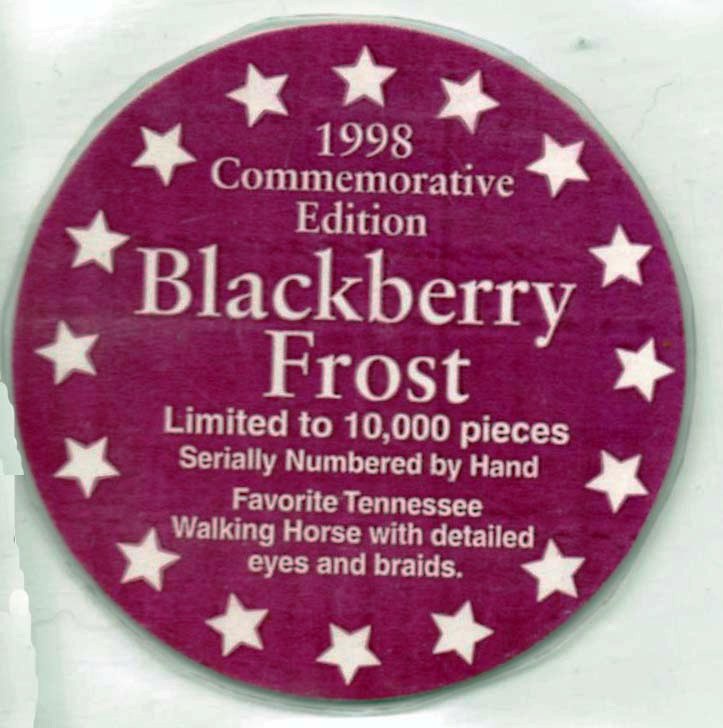 1998
Commemorative
Edition
Blackberry
Frost
Limited to 10,000 pieces
Serially Numbered by Hand
Favorite Tennessee
Walking Horse with detailed
eyes and braids.